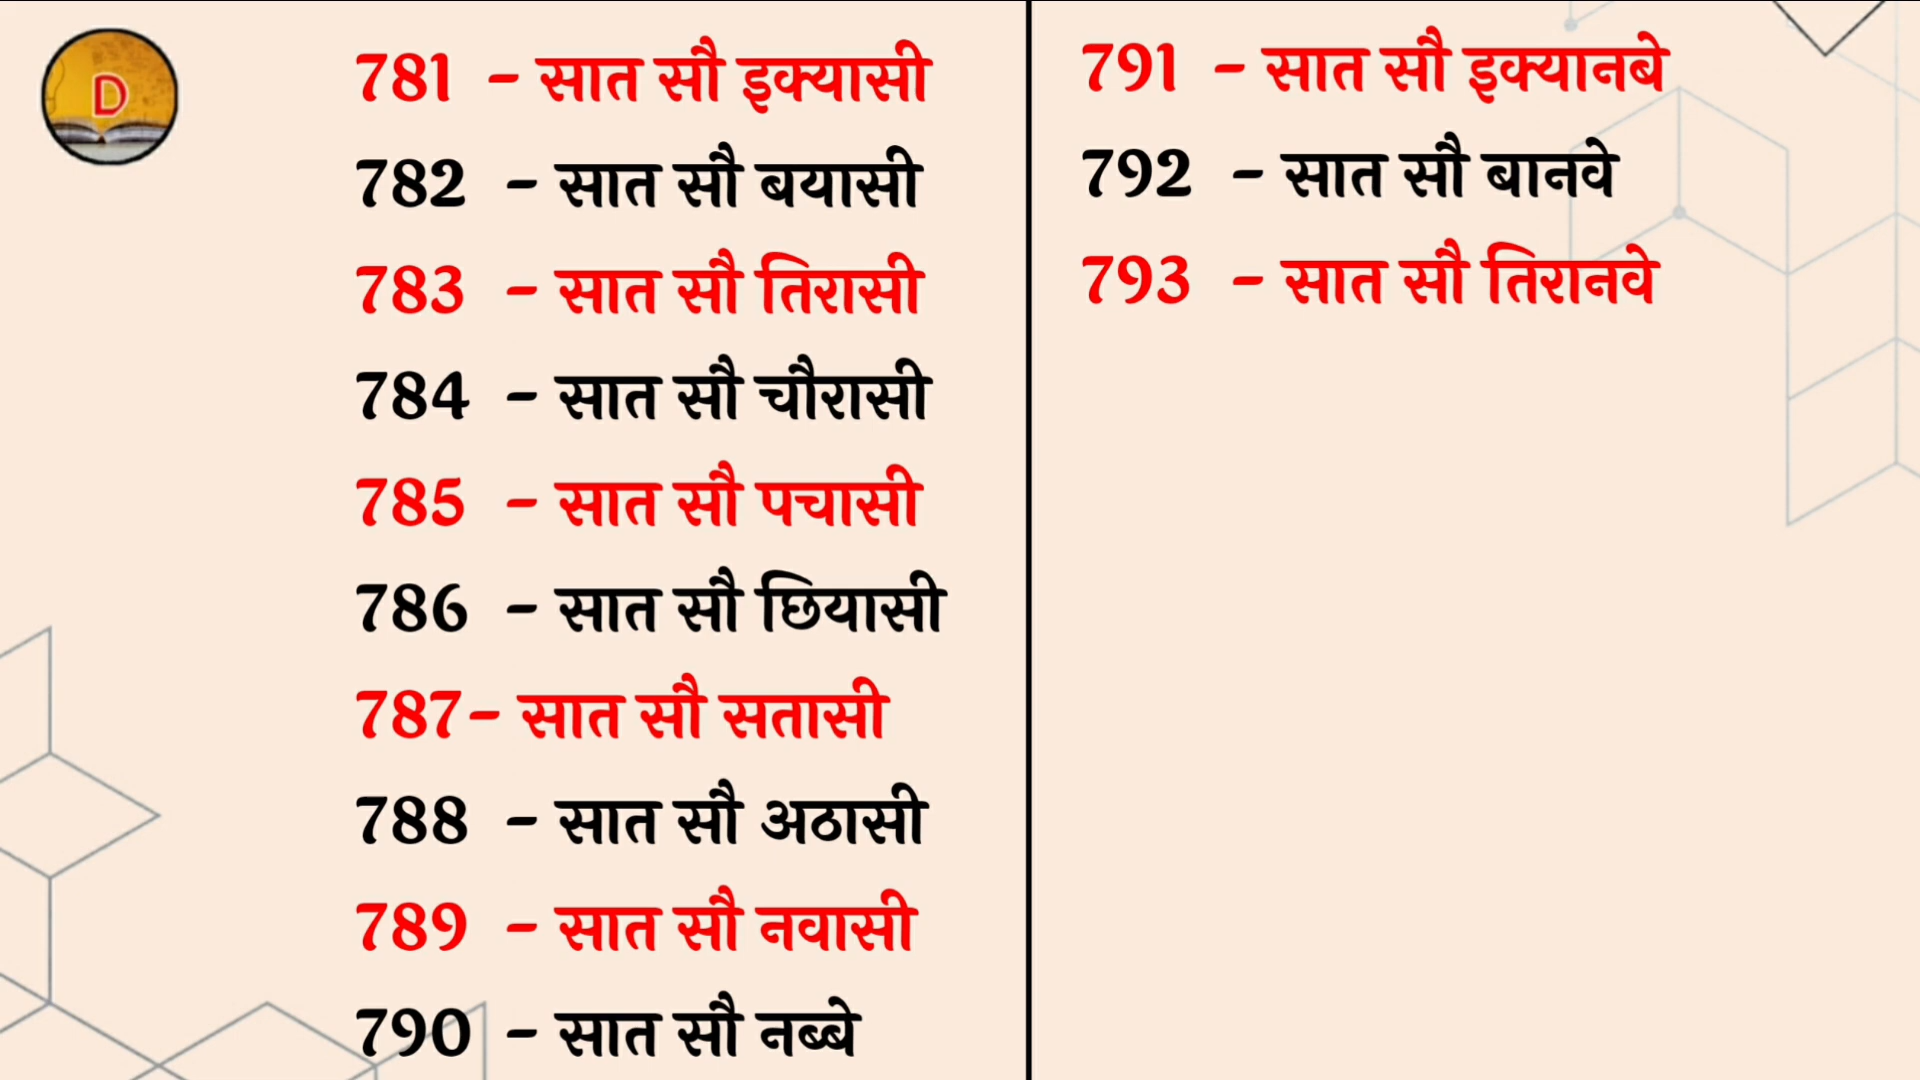 D
781 - सात सौ इक्यासी
782 - सात सौ बयासी
783 - सात सौ तिरासी
784 - सात सौ चौरासी
785 - सात सौ पचासी
786 - सात सौ छियासी
787- सात सौ सतासी
788 - सात सौ अठासी
789 - सात सौ नवासी
790 - सात सौ नब्बे
791 - सात सौ इक्यानबे
792 - सात सौ बानवे
793 - सात सौ तिरानवे